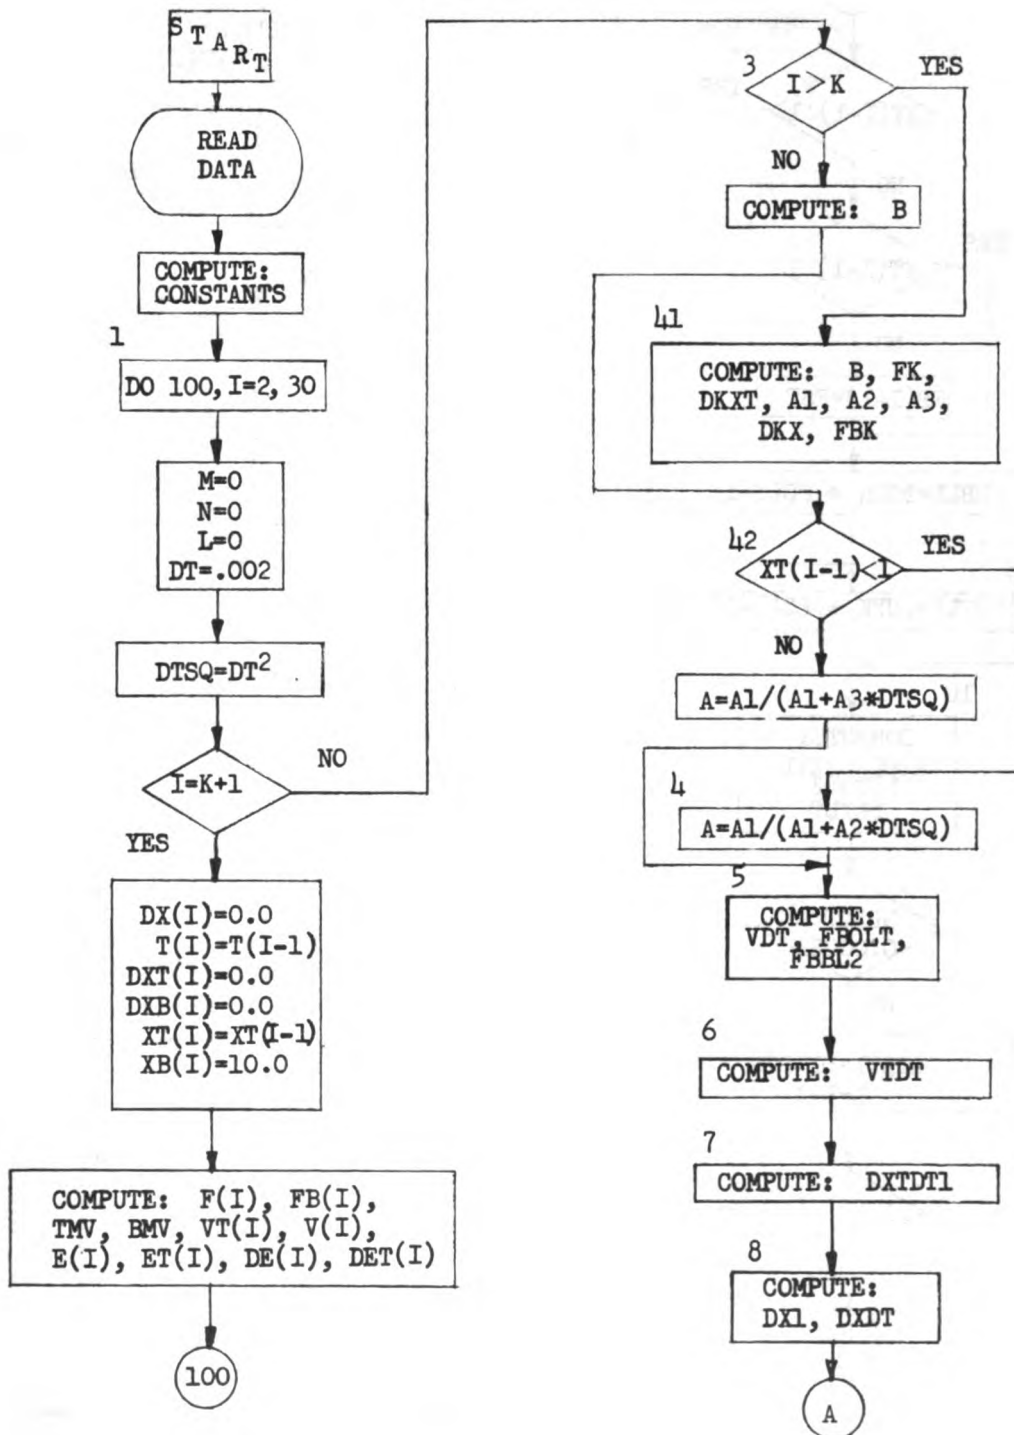 START
READ
DATA
COMPUTE:
CONSTANTS
1
DO 100, I=2, 30
M=0
N=0
L=0
DT=.002
DTSQ=DT²
I=K+1
NO
YES
DX(I)=0.0
T(I)=T(I-1)
DXT(I)=0.0
DXB(I)=0.0
XT(I)=XT(I-1)
XB(I)=10.0
COMPUTE: F(I), FB(I),
TMV, BMV, VT(I), V(I),
E(I), ET(I), DE(I), DET(I)
100
3
I>K
YES
NO
COMPUTE: B
41
COMPUTE: B, FK,
DKXT, A1, A2, A3,
DKX, FBK
42
XT(I-1)<1
YES
NO
A=A1/(A1+A3*DTSQ)
4
A=A1/(A1+A2*DTSQ)
5
COMPUTE:
VDT, FBOLT,
FBBL2
6
COMPUTE: VTDT
7
COMPUTE: DXTDT1
8
COMPUTE:
DX1, DXDT
A